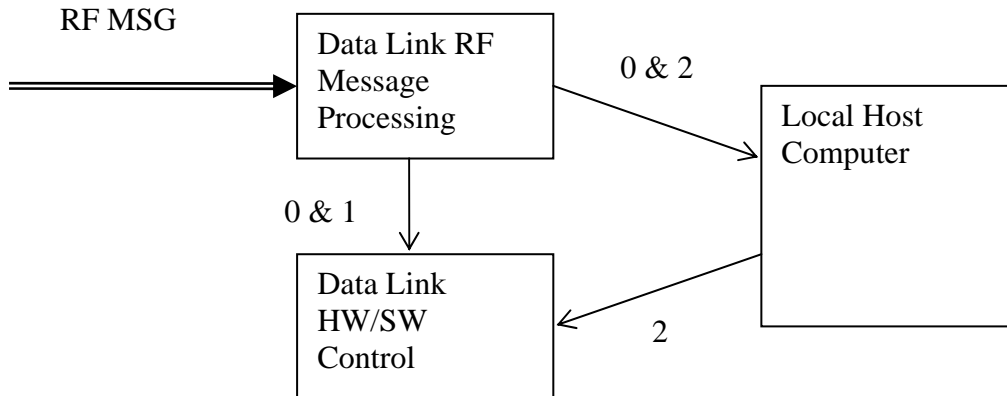 RF MSG
Data Link RF
Message
Processing
0 & 2
Local Host
Computer
0 & 1
Data Link
HW/SW
Control
2